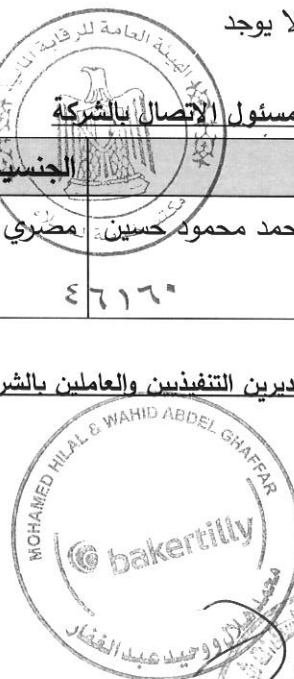 لا يوجد
الهيئة العامة للرقابة المالية
مسئول الاتصال بالشركة
حمد محمود حسين مصري
٤٦١٦٠
ديرين التنفيذيين والعاملين بالشر
MOHAMED HILAL & WAHID ABDEL GHAFFAR
bakertilly
محمد هلال ووحيد عبد الغفار